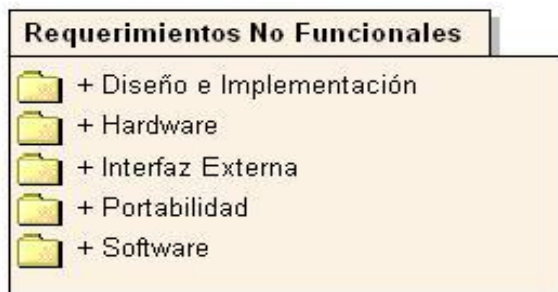 Requerimientos No Funcionales
+ Diseño e Implementación
+ Hardware
+ Interfaz Externa
+ Portabilidad
+ Software